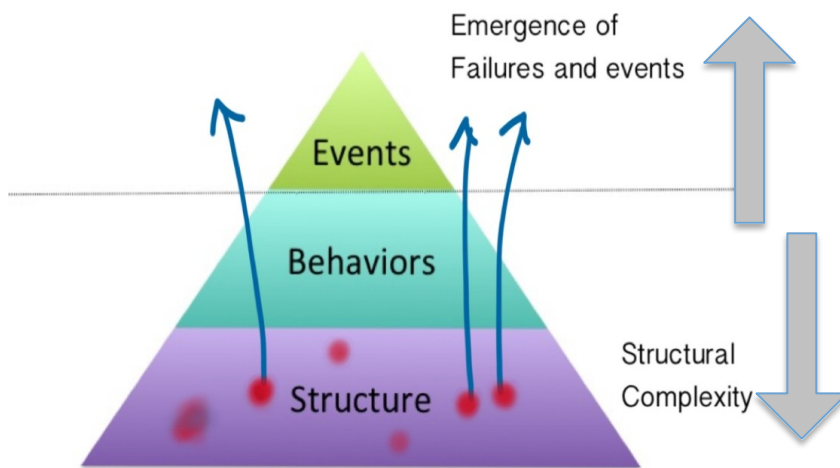 Emergence of
Failures and events
Events
Behaviors
Structural
Structure
Complexity